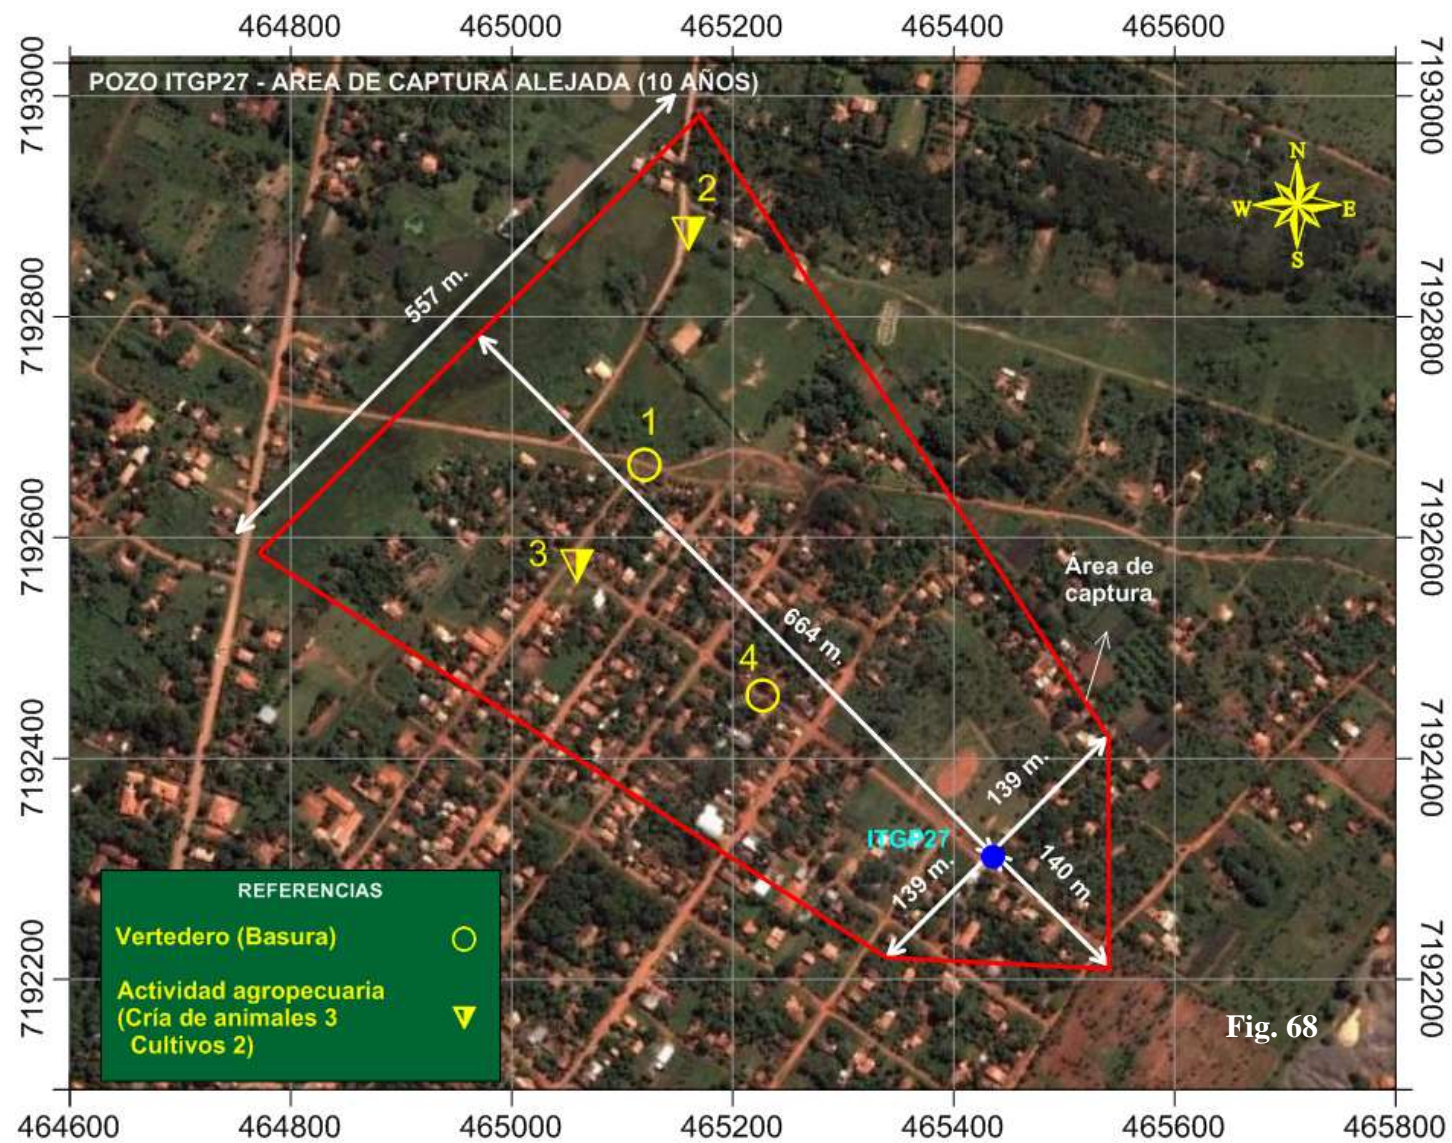 464800 465000 465200 465400 465600
POZO ITGP27 - AREA DE CAPTURA ALEJADA (10 AÑOS)
7193000
7193000
N
W
E
S
2
557 m.
7192800
7192800
1
7192600
7192600
3
Área de
captura
664 m.
4
7192400
7192400
139 m.
ITGP27
139 m.
140 m.
REFERENCIAS
Vertedero (Basura)
Actividad agropecuaria
(Cría de animales 3
Cultivos 2)
7192200
7192200
Fig. 68
464600 464800 465000 465200 465400 465600 465800